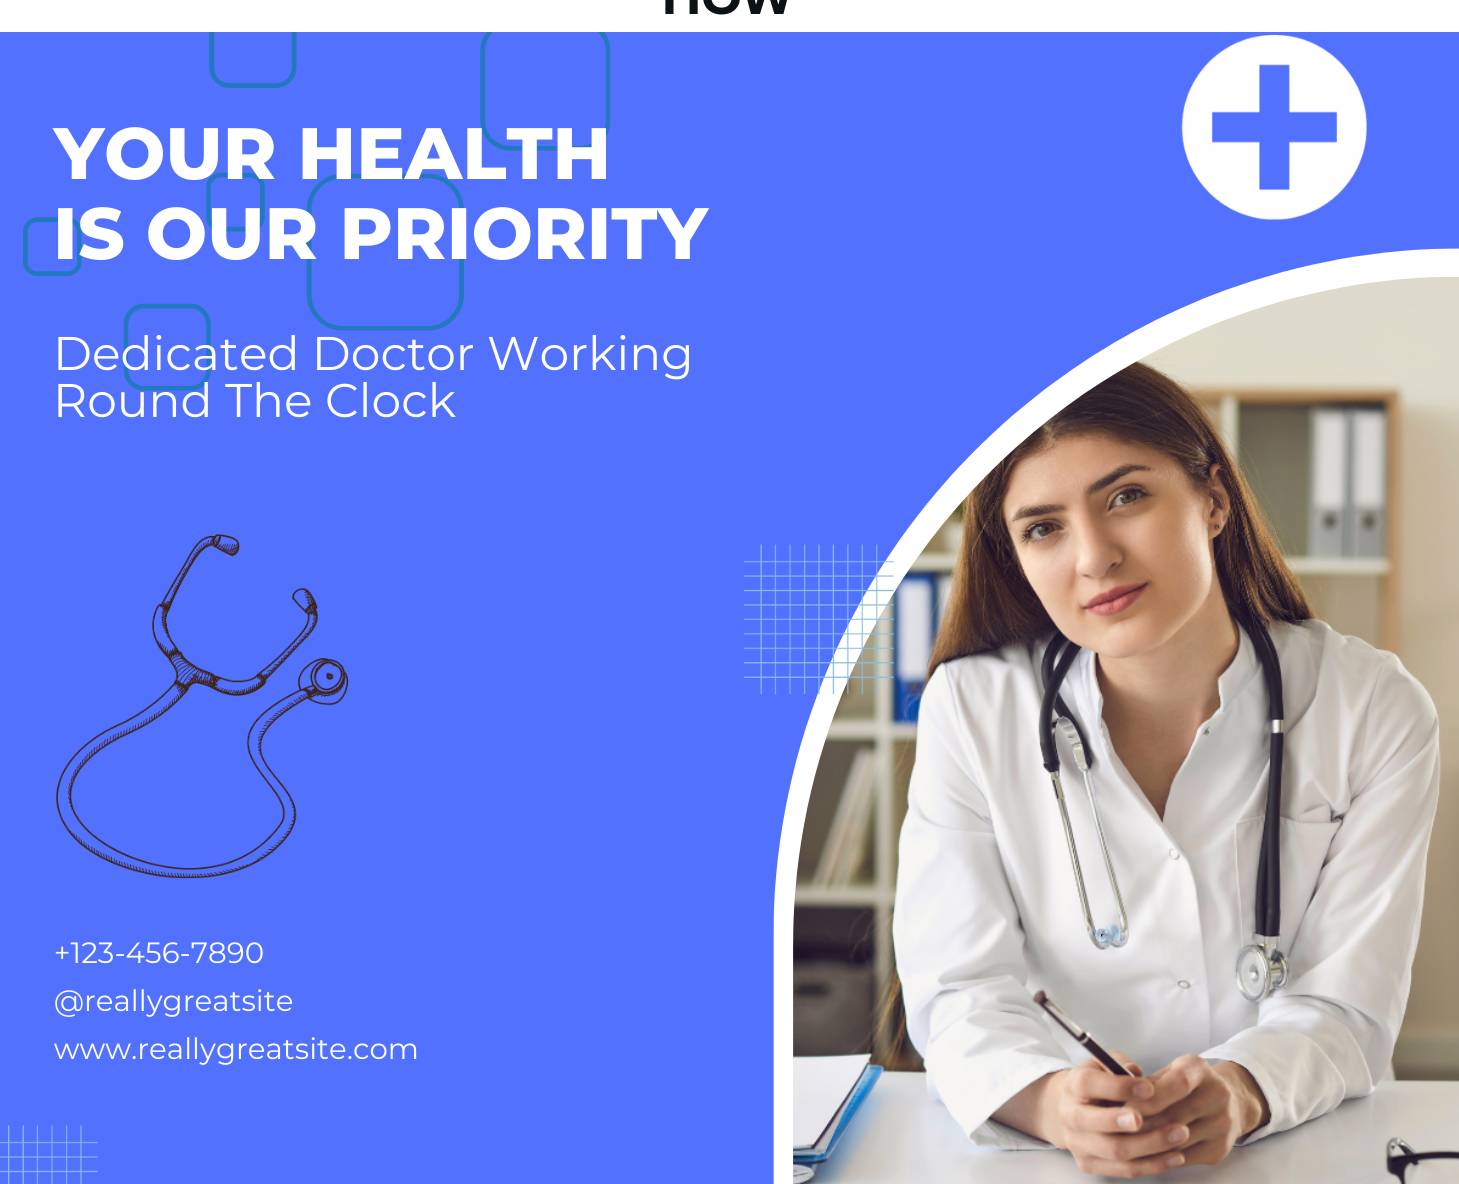 YOUR HEALTH
IS OUR PRIORITY
Dedicated Doctor Working
Round The Clock
+123-456-7890
@reallygreatsite
www.reallygreatsite.com